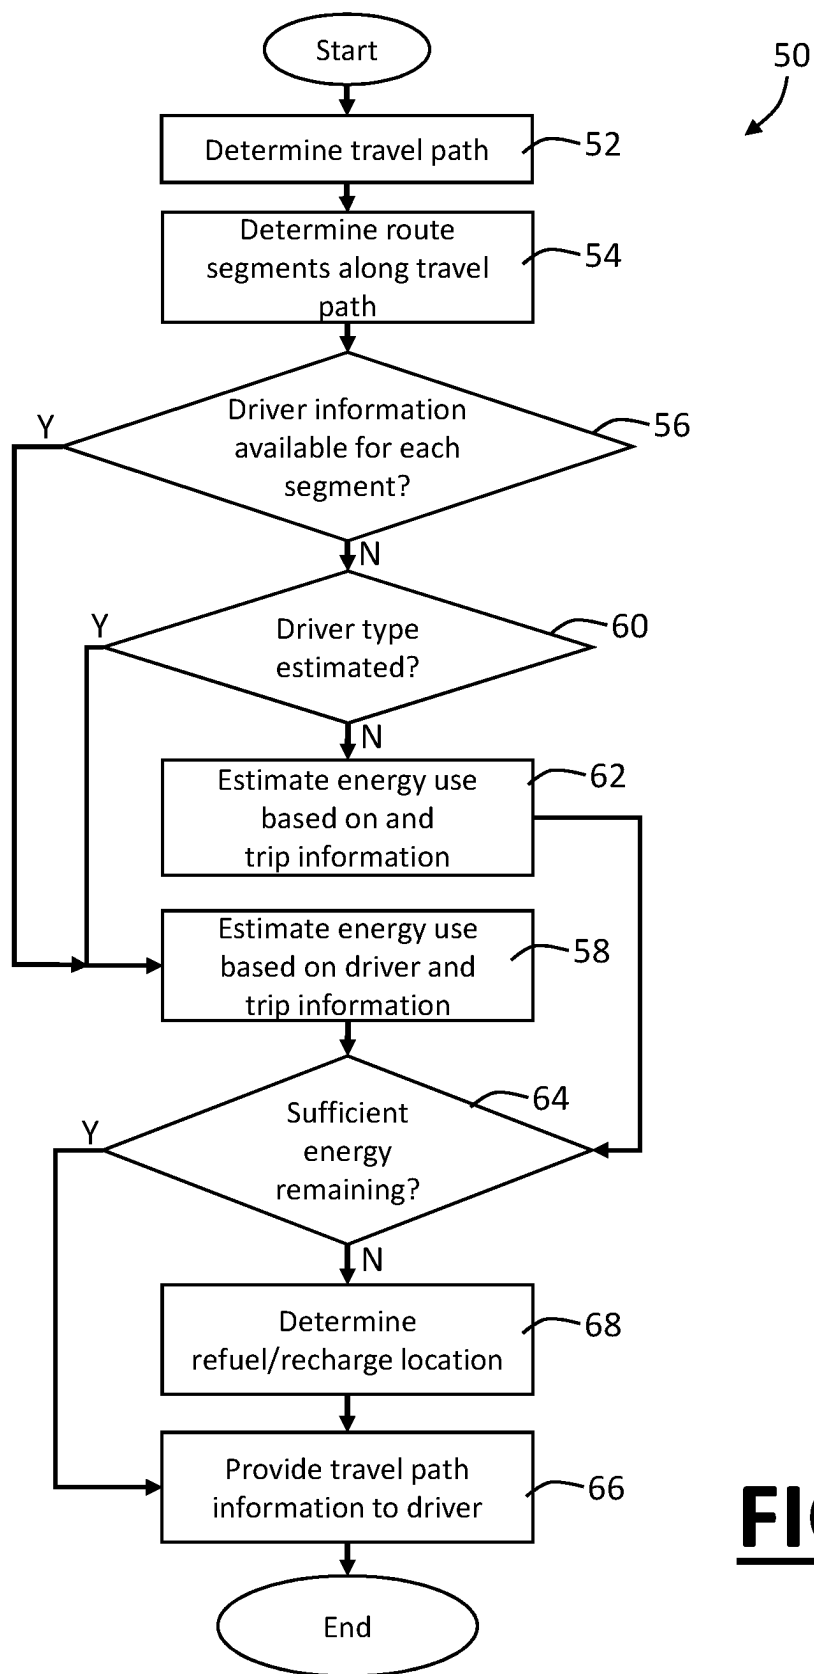 Start
50
Determine travel path
52
Determine route
segments along travel
path
54
Driver information
available for each
segment?
56
Y
N
Driver type
estimated?
60
Y
N
Estimate energy use
based on and
trip information
62
Estimate energy use
based on driver and
trip information
58
Sufficient
energy
remaining?
64
Y
N
Determine
refuel/recharge location
68
Provide travel path
information to driver
66
End